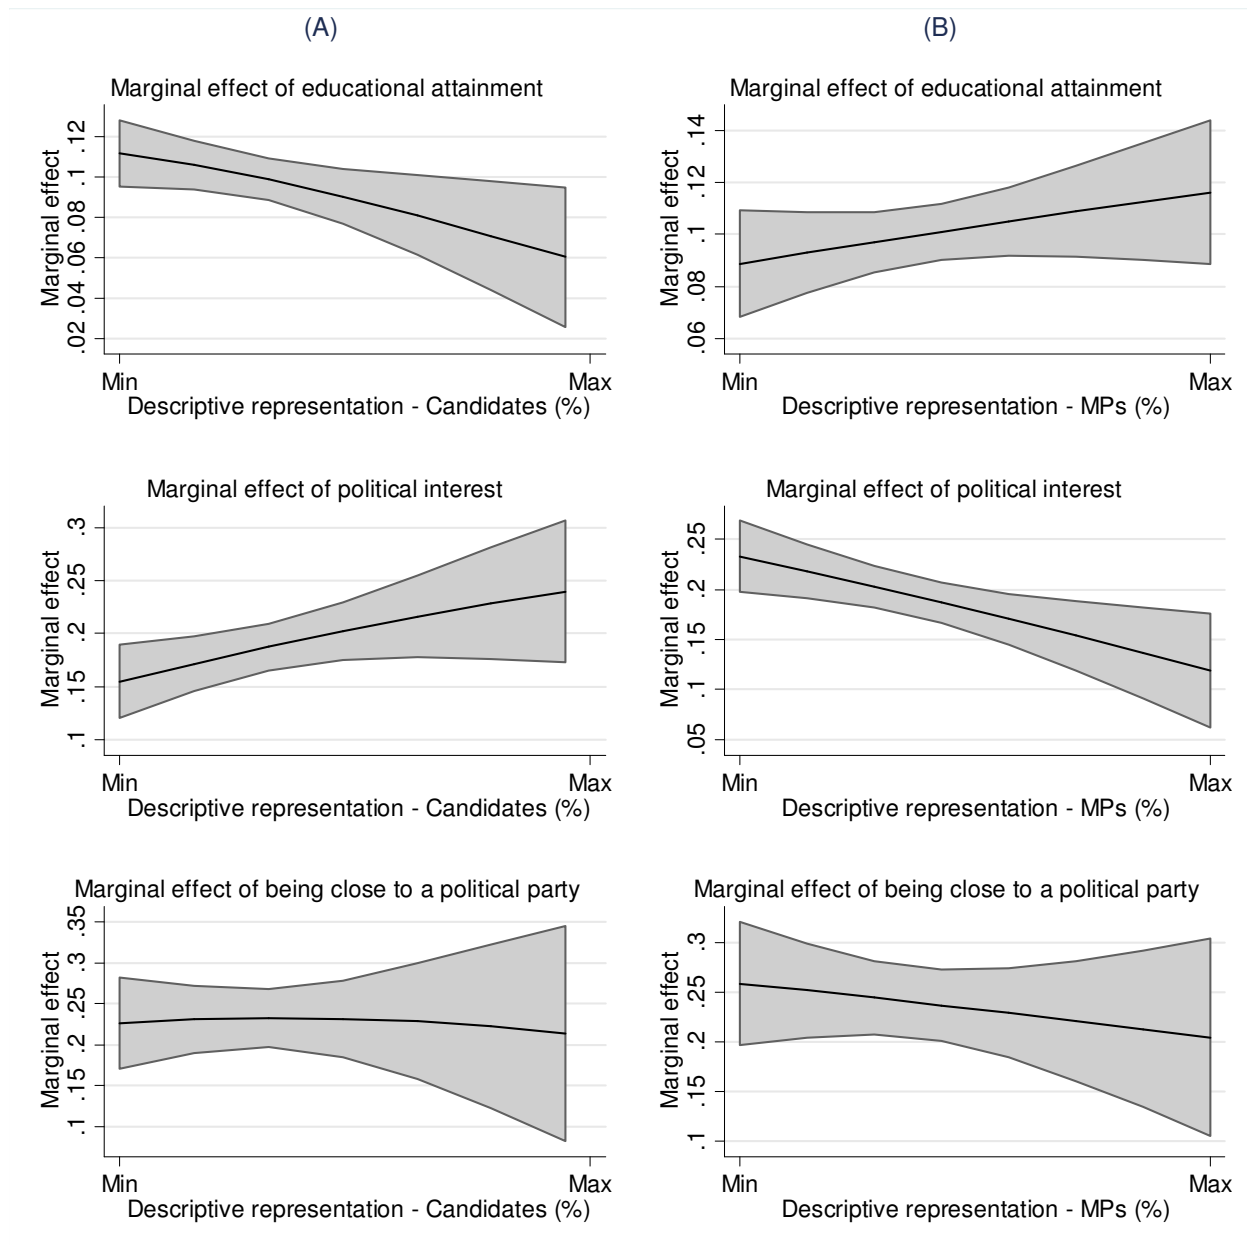 (A)
(B)
Marginal effect of educational attainment
Marginal effect
.12
.1
.08
.06
.04
.02
Min
Max
Descriptive representation - Candidates (%)
Marginal effect of educational attainment
Marginal effect
.14
.12
.1
.08
.06
Min
Max
Descriptive representation - MPs (%)
Marginal effect of political interest
Marginal effect
.3
.25
.2
.15
.1
Min
Max
Descriptive representation - Candidates (%)
Marginal effect of political interest
Marginal effect
.25
.2
.15
.1
.05
Min
Max
Descriptive representation - MPs (%)
Marginal effect of being close to a political party
Marginal effect
.35
.3
.25
.2
.15
.1
Min
Max
Descriptive representation - Candidates (%)
Marginal effect of being close to a political party
Marginal effect
.3
.25
.2
.15
.1
Min
Max
Descriptive representation - MPs (%)